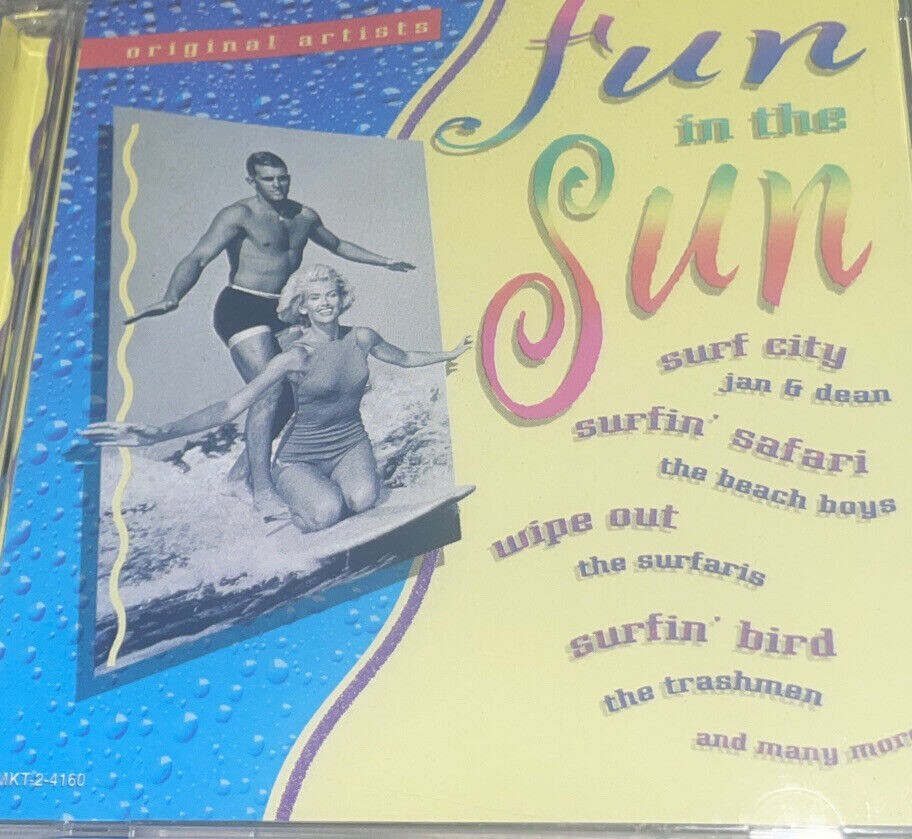 original artists
Fun
in the
Sun
surf city
jan & dean
surfin' safari
the beach boys
wipe out
the surfaris
surfin' bird
the trashmen
and many more
MKT-2-4160